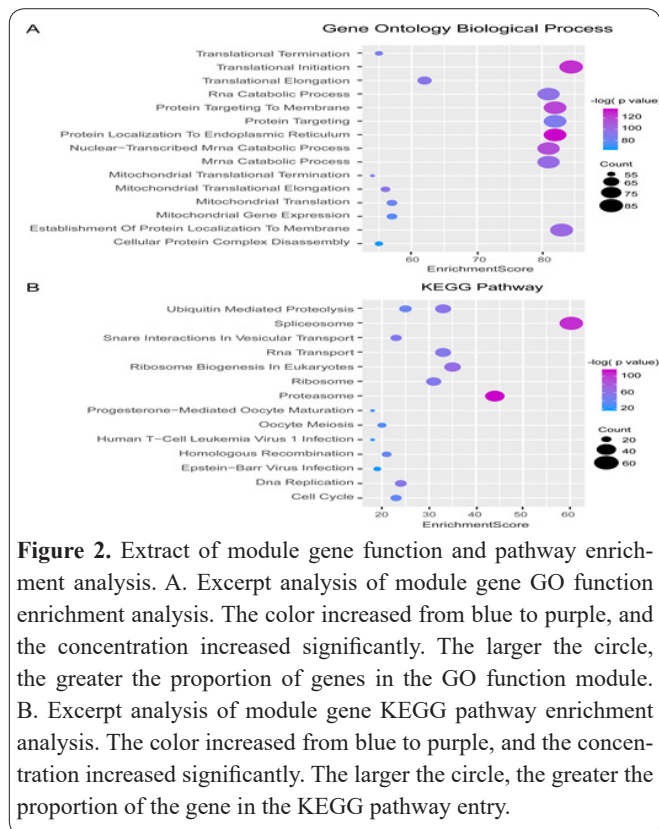 A Gene Ontology Biological Process
Translational Termination
Translational Initiation
Translational Elongation
Rna Catabolic Process
Protein Targeting To Membrane
Protein Targeting
Protein Localization To Endoplasmic Reticulum
Nuclear-Transcribed Mrna Catabolic Process
Mrna Catabolic Process
Mitochondrial Translational Termination
Mitochondrial Translational Elongation
Mitochondrial Translation
Mitochondrial Gene Expression
Establishment Of Protein Localization To Membrane
Cellular Protein Complex Disassembly
60 70 80
EnrichmentScore
-log( p value)
120
100
80
Count
55
65
75
85
B KEGG Pathway
Ubiquitin Mediated Proteolysis
Spliceosome
Snare Interactions In Vesicular Transport
Rna Transport
Ribosome Biogenesis In Eukaryotes
Ribosome
Proteasome
Progesterone-Mediated Oocyte Maturation
Oocyte Meiosis
Human T-Cell Leukemia Virus 1 Infection
Homologous Recombination
Epstein-Barr Virus Infection
Dna Replication
Cell Cycle
20 30 40 50 60
EnrichmentScore
-log( p value)
100
60
20
Count
20
40
60
Figure 2. Extract of module gene function and pathway enrich-
ment analysis. A. Excerpt analysis of module gene GO function
enrichment analysis. The color increased from blue to purple, and
the concentration increased significantly. The larger the circle,
the greater the proportion of genes in the GO function module.
B. Excerpt analysis of module gene KEGG pathway enrichment
analysis. The color increased from blue to purple, and the concen-
tration increased significantly. The larger the circle, the greater the
proportion of the gene in the KEGG pathway entry.